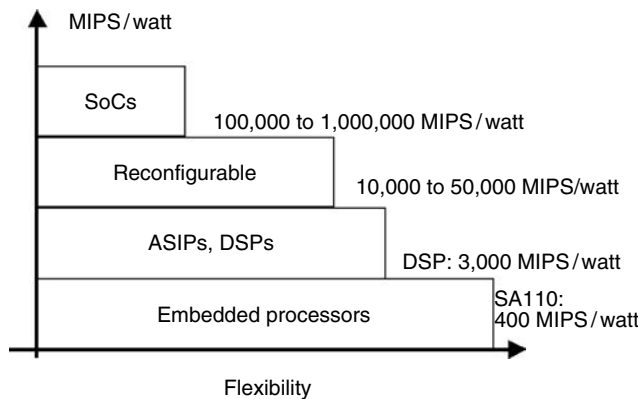 MIPS/watt
SoCs
100,000 to 1,000,000 MIPS/watt
Reconfigurable
10,000 to 50,000 MIPS/watt
ASIPs, DSPs
DSP: 3,000 MIPS/watt
SA110:
Embedded processors
400 MIPS/watt
Flexibility